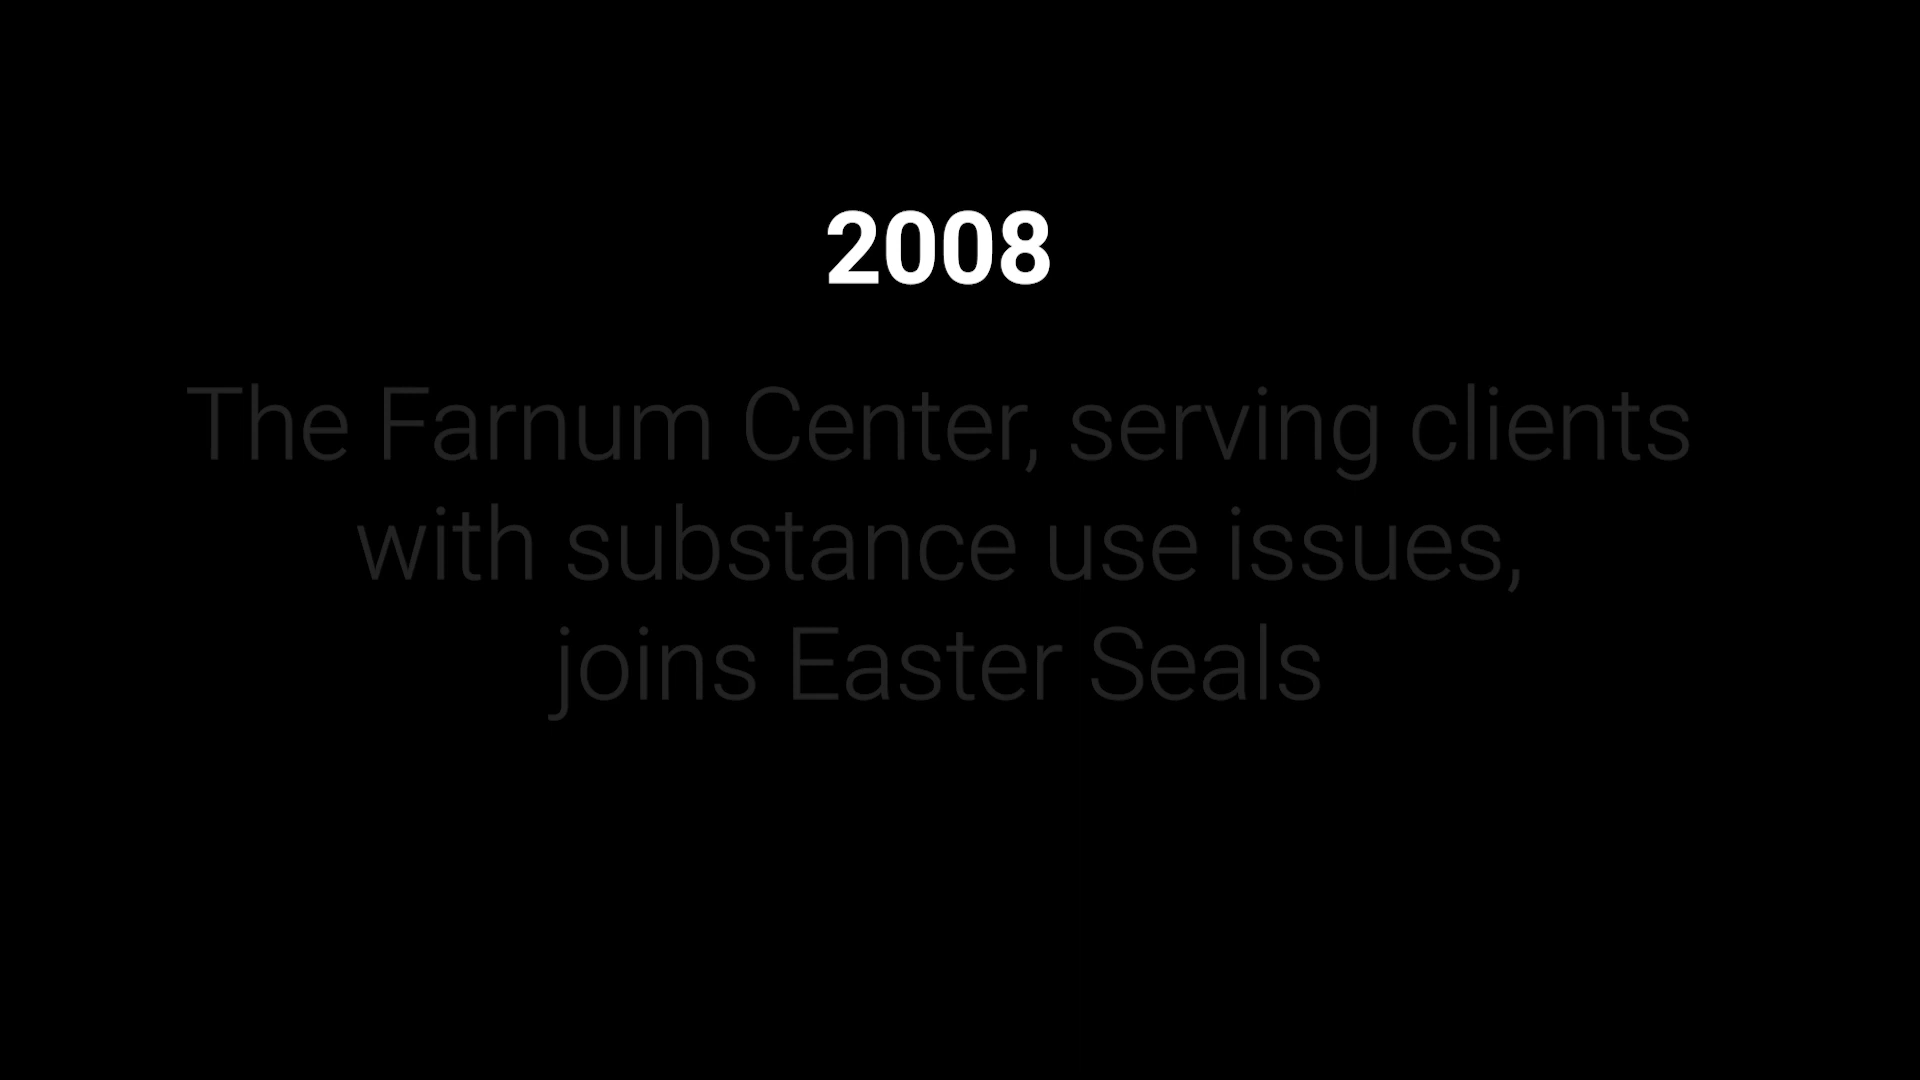 2008
The Farnum Center, serving clients
with substance use issues,
joins Easter Seals